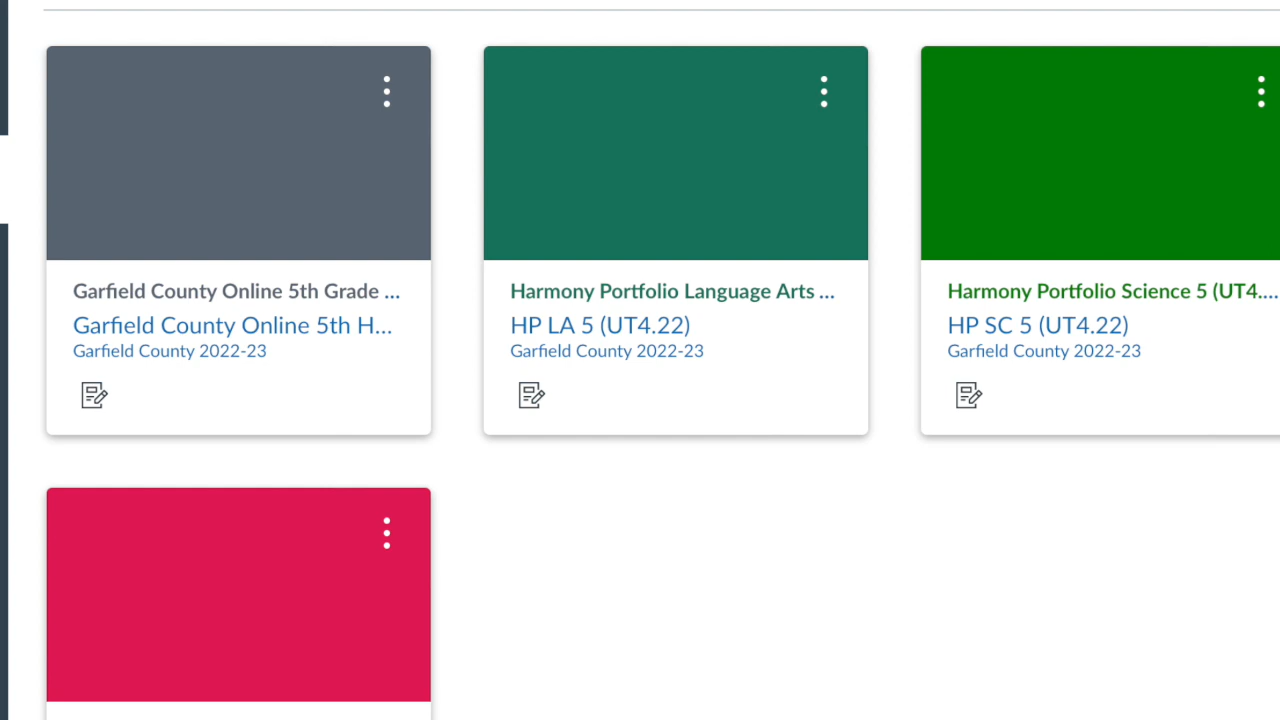 Garfield County Online 5th Grade ...
Garfield County Online 5th H...
Garfield County 2022-23
Harmony Portfolio Language Arts ...
HP LA 5 (UT4.22)
Garfield County 2022-23
Harmony Portfolio Science 5 (UT4....
HP SC 5 (UT4.22)
Garfield County 2022-23